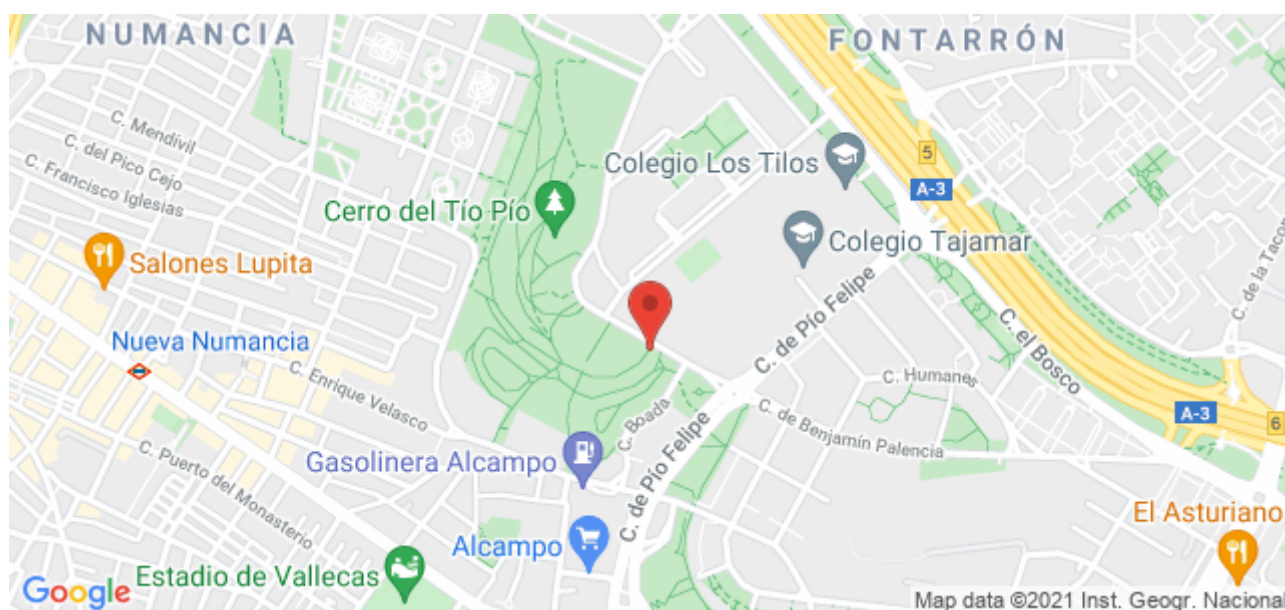 NUMANCIA
FONTARRÓN
C. Mendívil
C. del Pico Cejo
C. Francisco Iglesias
Colegio Los Tilos
5
A-3
Cerro del Tío Pío
Colegio Tajamar
Salones Lupita
C. de la Taco
Nueva Numancia
C. de Pío Felipe
C. el Bosco
C. Enrique Velasco
C. Humanes
C. Boada
C. de Benjamín Palencia
A-3
6
C. Puerto del Monasterio
Gasolinera Alcampo
C. de Pío Felipe
El Asturiano
Alcampo
Estadio de Vallecas
Google
Map data ©2021 Inst. Geogr. Nacional